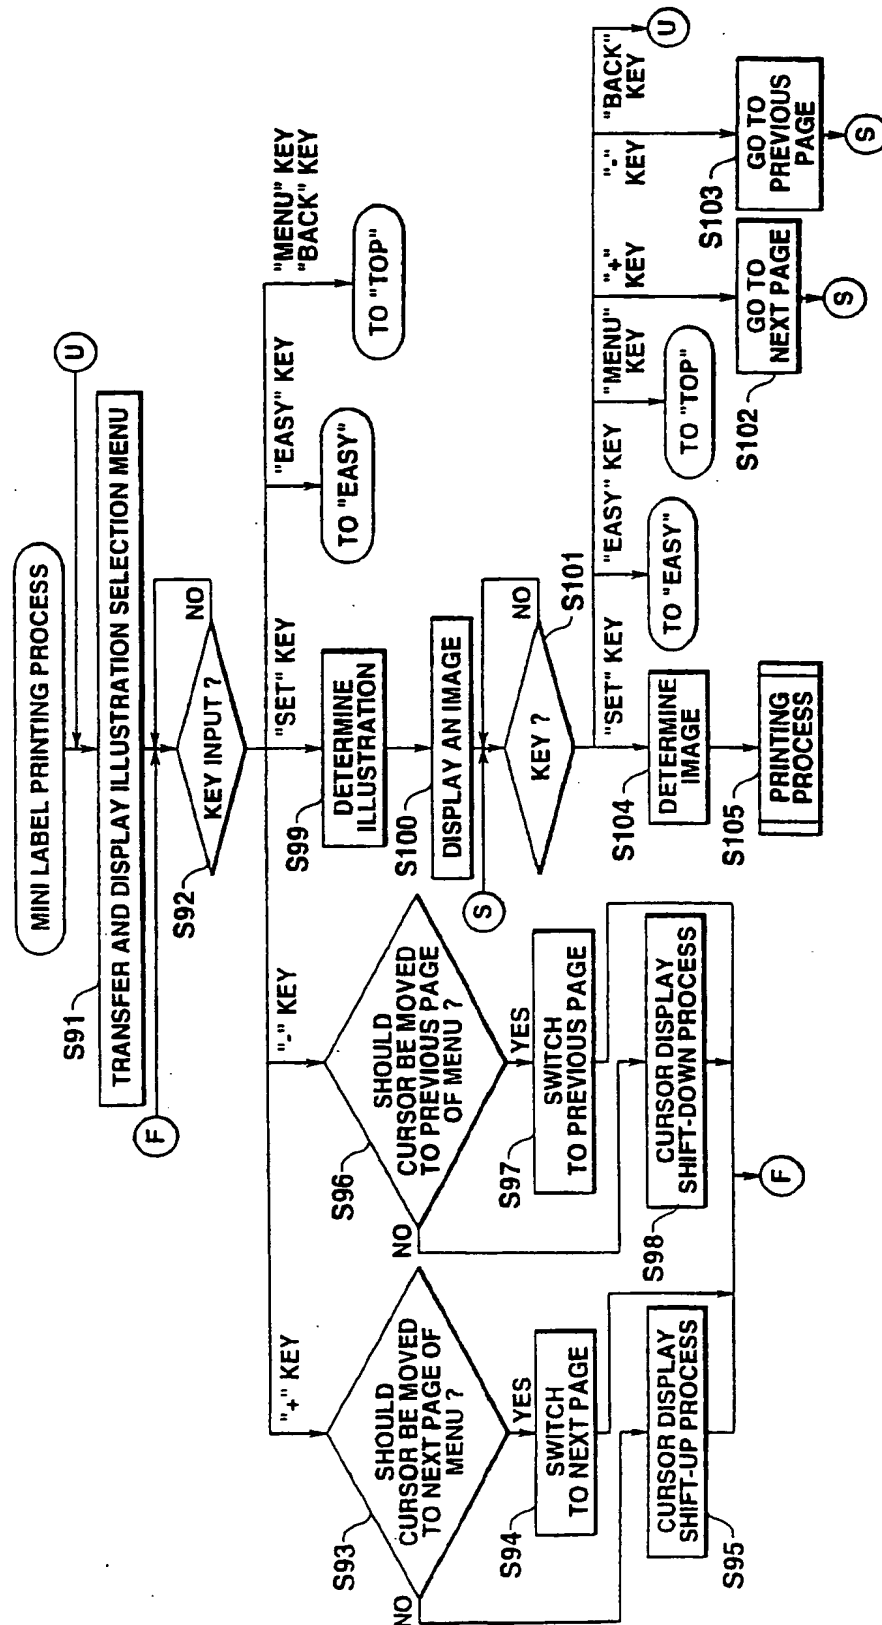 MINI LABEL PRINTING PROCESS
U
S91
TRANSFER AND DISPLAY ILLUSTRATION SELECTION MENU
F
S92
KEY INPUT ?
NO
"+" KEY
"-" KEY
"SET" KEY
"EASY" KEY
"MENU" KEY
"BACK" KEY
S93
SHOULD
CURSOR BE MOVED
TO NEXT PAGE OF
MENU ?
NO
YES
S94
SWITCH
TO NEXT PAGE
S95
CURSOR DISPLAY
SHIFT-UP PROCESS
S96
SHOULD
CURSOR BE MOVED
TO PREVIOUS PAGE
OF MENU ?
NO
YES
S97
SWITCH
TO PREVIOUS PAGE
S98
CURSOR DISPLAY
SHIFT-DOWN PROCESS
F
S99
DETERMINE
ILLUSTRATION
TO "EASY"
TO "TOP"
S100
DISPLAY AN IMAGE
S
KEY ?
NO
S101
"SET" KEY
"EASY" KEY
"MENU"
KEY
"+"
KEY
"-"
KEY
"BACK"
KEY
S104
DETERMINE
IMAGE
TO "EASY"
TO "TOP"
S102
GO TO
NEXT PAGE
S
S103
GO TO
PREVIOUS
PAGE
S
U
S105
PRINTING
PROCESS